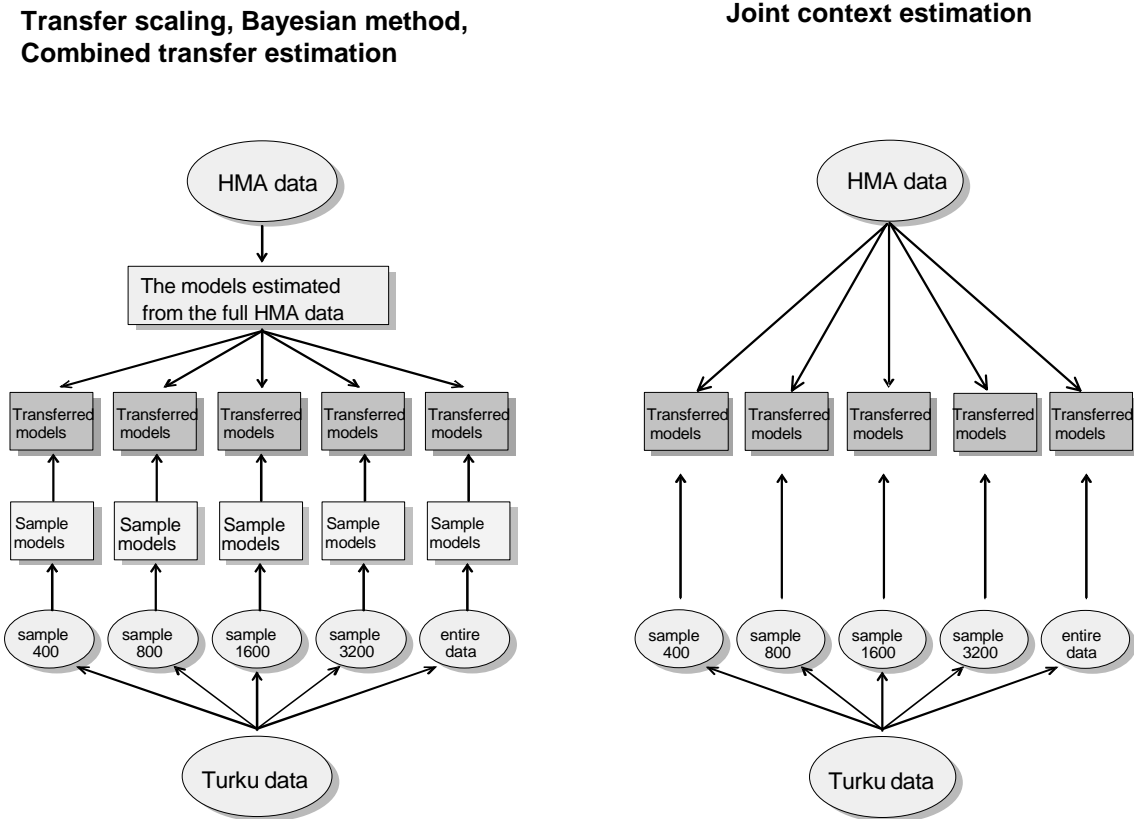 Transfer scaling, Bayesian method,
Combined transfer estimation
HMA data
The models estimated
from the full HMA data
Transferred
models
Transferred
models
Transferred
models
Transferred
models
Transferred
models
Sample
models
Sample
models
Sample
models
Sample
models
Sample
models
sample
400
sample
800
sample
1600
sample
3200
entire
data
Turku data
Joint context estimation
HMA data
Transferred
models
Transferred
models
Transferred
models
Transferred
models
Transferred
models
sample
400
sample
800
sample
1600
sample
3200
entire
data
Turku data